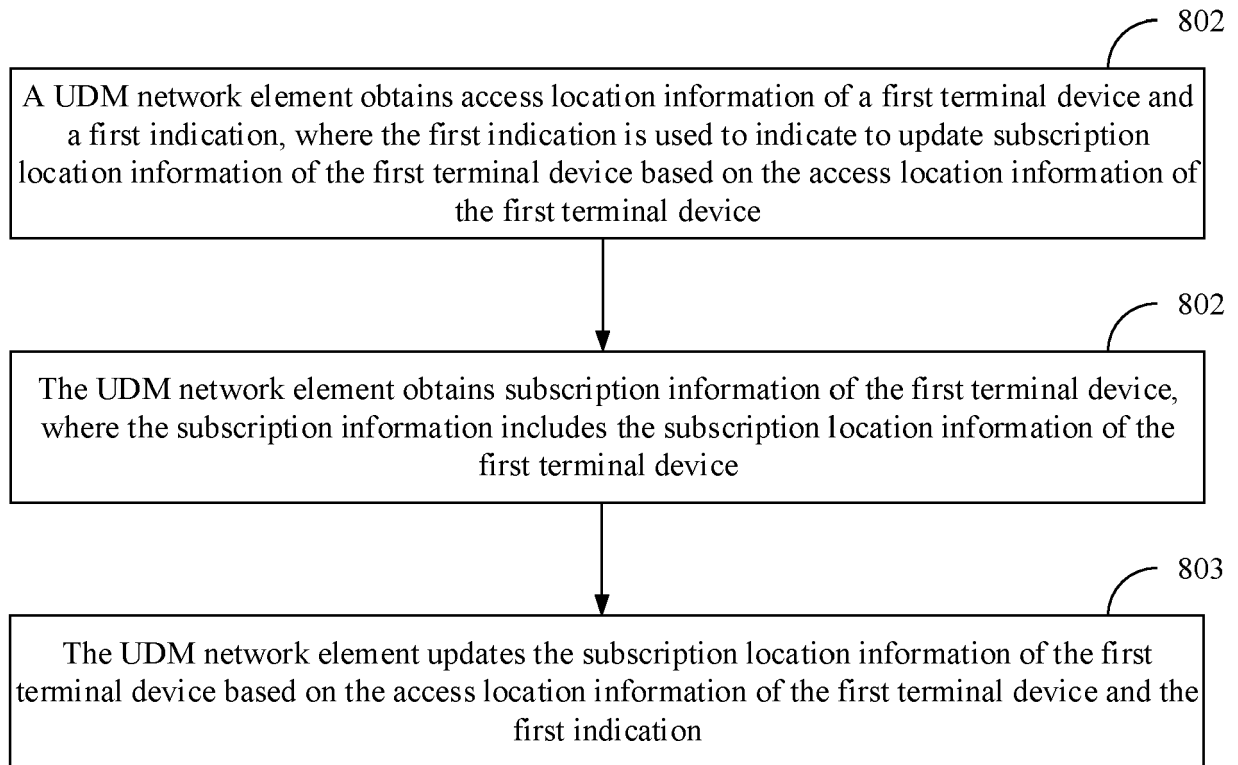 802
A UDM network element obtains access location information of a first terminal device and
a first indication, where the first indication is used to indicate to update subscription
location information of the first terminal device based on the access location information of
the first terminal device
802
The UDM network element obtains subscription information of the first terminal device,
where the subscription information includes the subscription location information of the
first terminal device
803
The UDM network element updates the subscription location information of the first
terminal device based on the access location information of the first terminal device and the
first indication